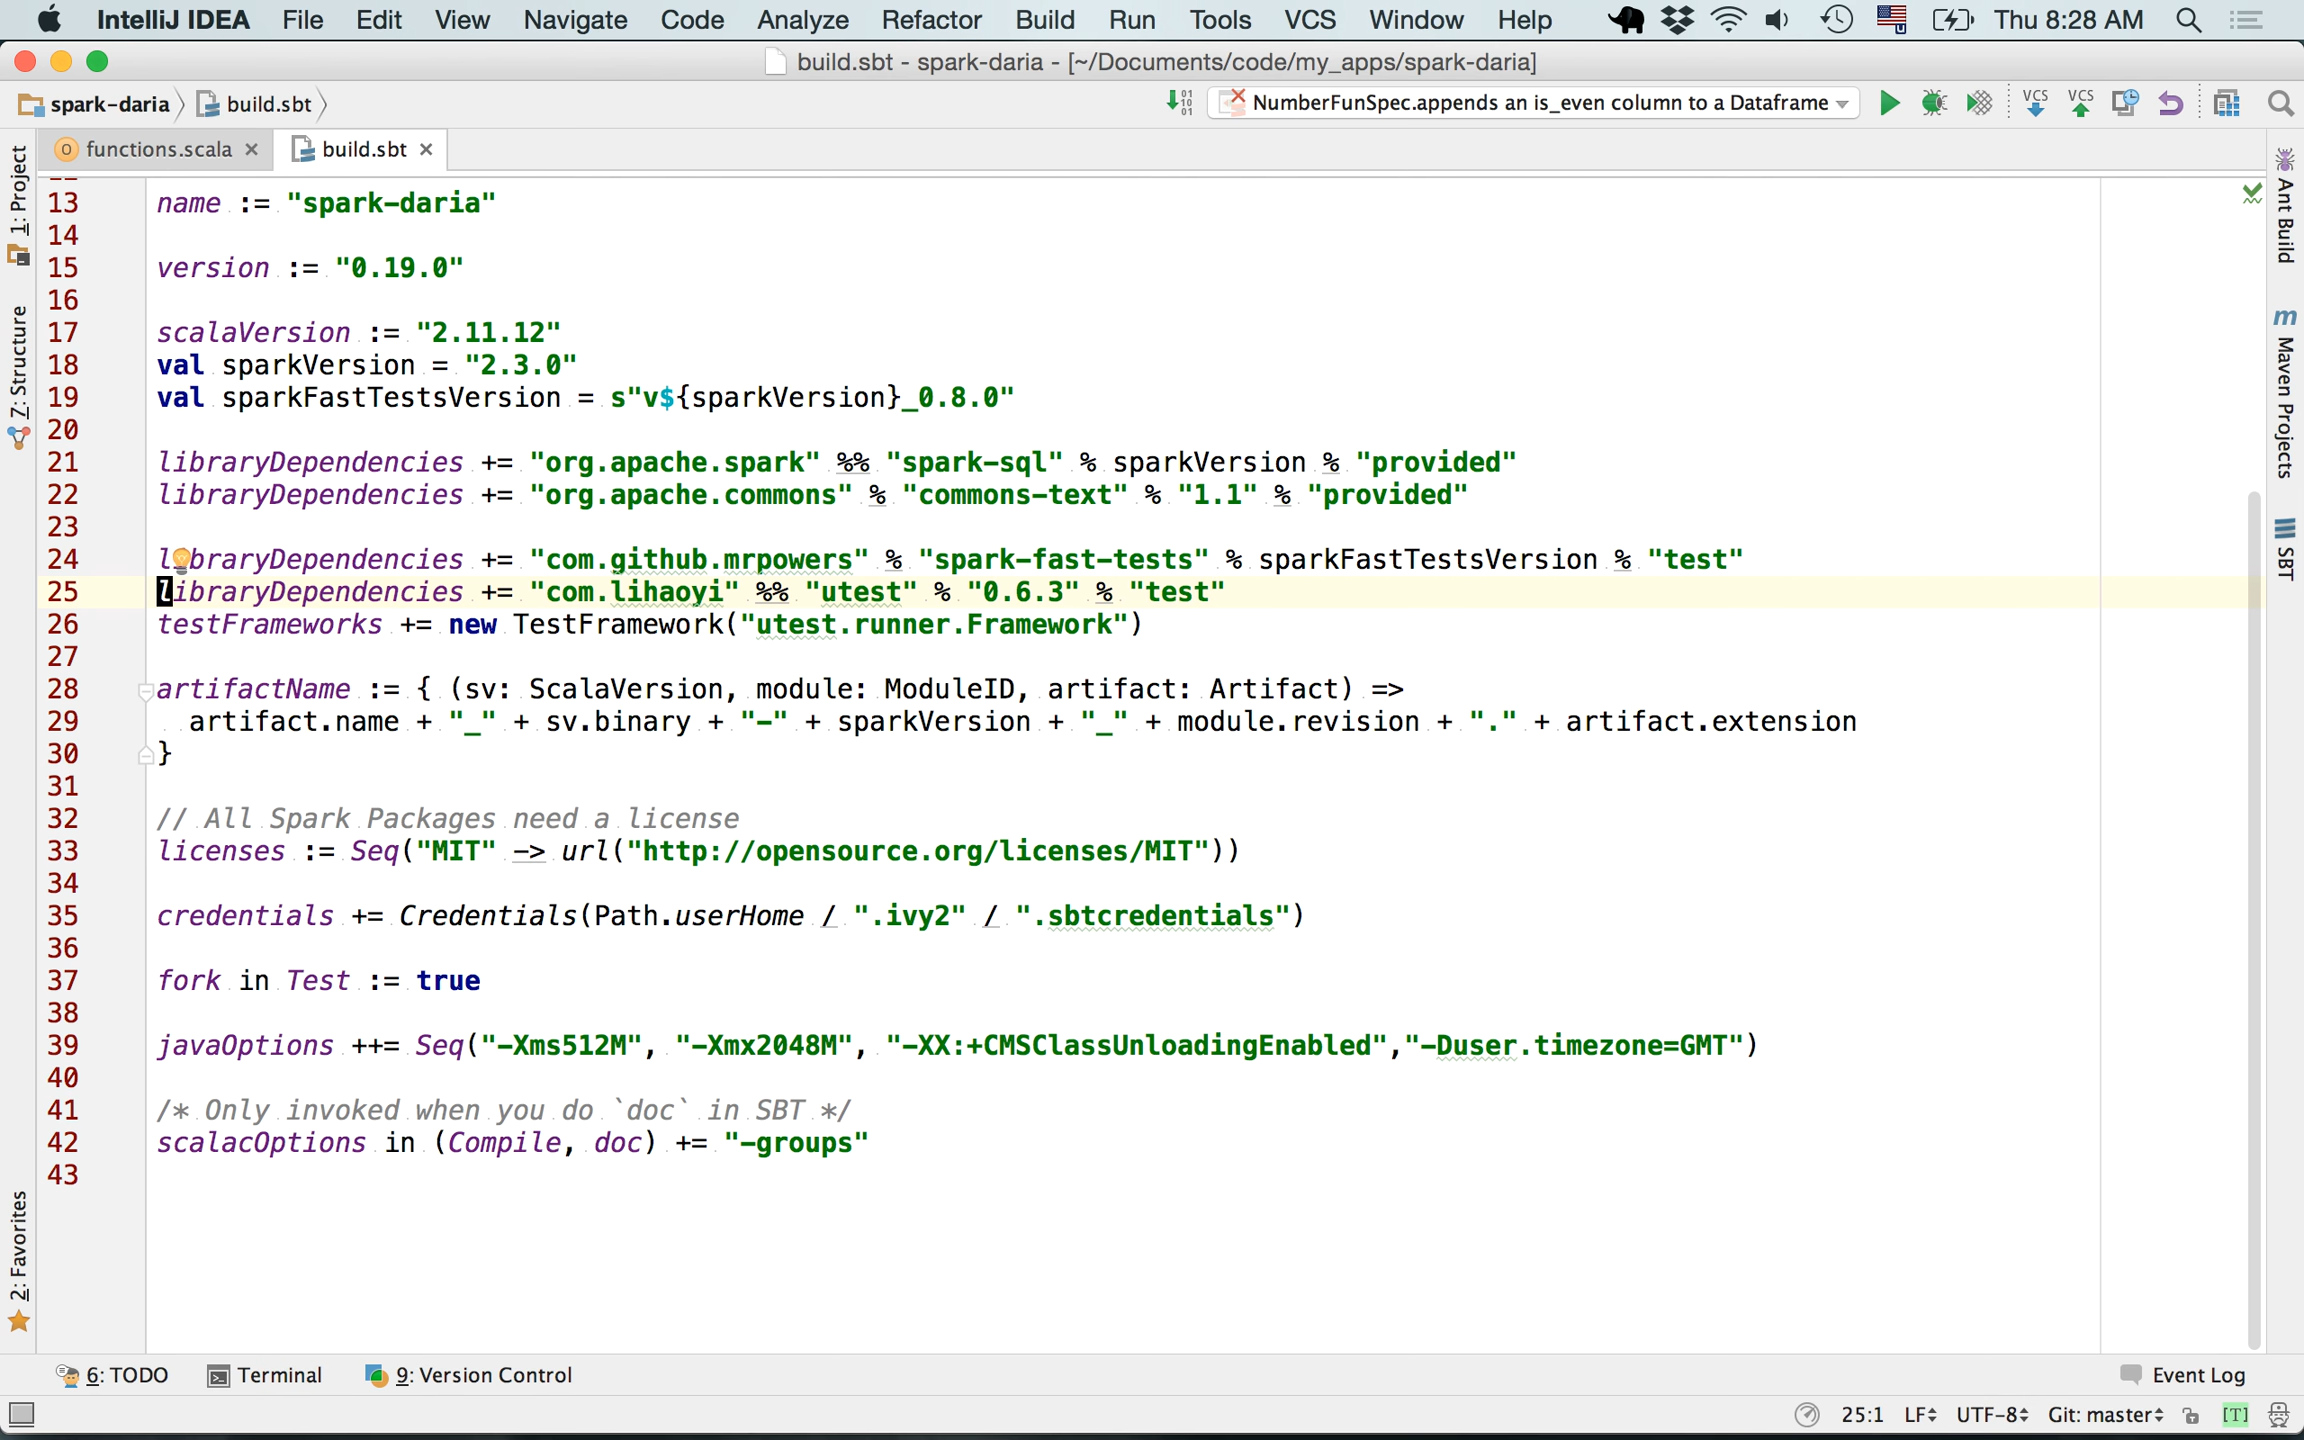 IntelliJ IDEA File Edit View Navigate Code Analyze Refactor Build Run Tools VCS Window Help Thu 8:28 AM
build.sbt - spark-daria - [~/Documents/code/my_apps/spark-daria]
spark-daria build.sbt NumberFunSpec.appends an is_even column to a Dataframe VCS VCS
functions.scala build.sbt
1: Project
7: Structure
2: Favorites
13 name := "spark-daria"
14
15 version := "0.19.0"
16
17 scalaVersion := "2.11.12"
18 val sparkVersion = "2.3.0"
19 val sparkFastTestsVersion = s"v${sparkVersion}_0.8.0"
20
21 libraryDependencies += "org.apache.spark" %% "spark-sql" % sparkVersion % "provided"
22 libraryDependencies += "org.apache.commons" % "commons-text" % "1.1" % "provided"
23
24 libraryDependencies += "com.github.mrpowers" % "spark-fast-tests" % sparkFastTestsVersion % "test"
25 libraryDependencies += "com.lihaoyi" %% "utest" % "0.6.3" % "test"
26 testFrameworks += new TestFramework("utest.runner.Framework")
27
28 artifactName := { (sv: ScalaVersion, module: ModuleID, artifact: Artifact) =>
29 artifact.name + "_" + sv.binary + "-" + sparkVersion + "_" + module.revision + "." + artifact.extension
30 }
31
32 // All Spark Packages need a license
33 licenses := Seq("MIT" -> url("http://opensource.org/licenses/MIT"))
34
35 credentials += Credentials(Path.userHome / ".ivy2" / ".sbtcredentials")
36
37 fork in Test := true
38
39 javaOptions ++= Seq("-Xms512M", "-Xmx2048M", "-XX:+CMSClassUnloadingEnabled","-Duser.timezone=GMT")
40
41 /* Only invoked when you do `doc` in SBT */
42 scalacOptions in (Compile, doc) += "-groups"
43
Ant Build
m Maven Projects
SBT
6: TODO Terminal 9: Version Control Event Log
25:1 LF UTF-8 Git: master [T]